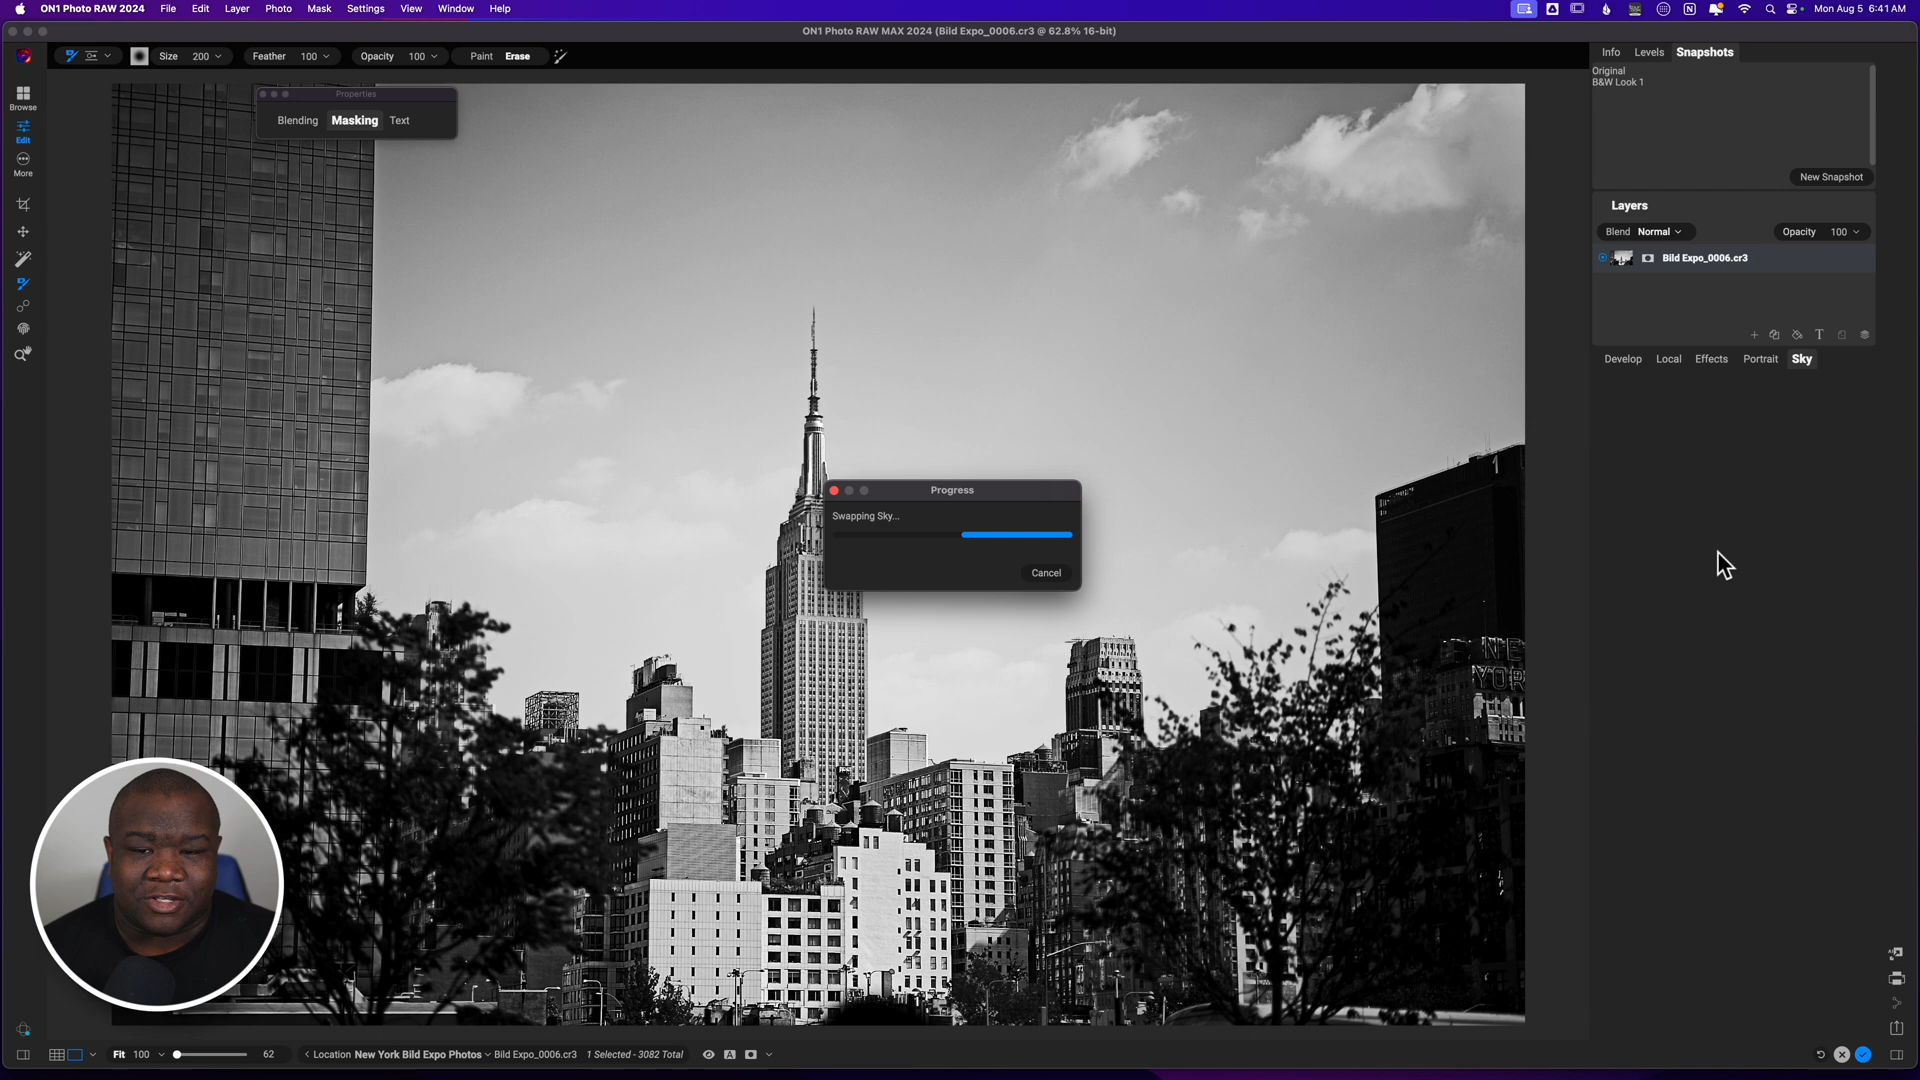 ON1 Photo RAW 2024 File Edit Layer Photo Mask Settings View Window Help Mon Aug 5 6:41 AM
ON1 Photo RAW MAX 2024 (Bild Expo_0006.cr3 @ 62.8% 16-bit)
Size 200 Feather 100 Opacity 100 Paint Erase
Info Levels Snapshots
Original
B&W Look 1
New Snapshot
Properties
Blending Masking Text
Browse
Edit
More
Layers
Blend Normal Opacity 100
Bild Expo_0006.cr3
T
Develop Local Effects Portrait Sky
Progress
Swapping Sky...
Cancel
1
NE
YOR
Fit 100 62 Location New York Bild Expo Photos Bild Expo_0006.cr3 1 Selected - 3082 Total A